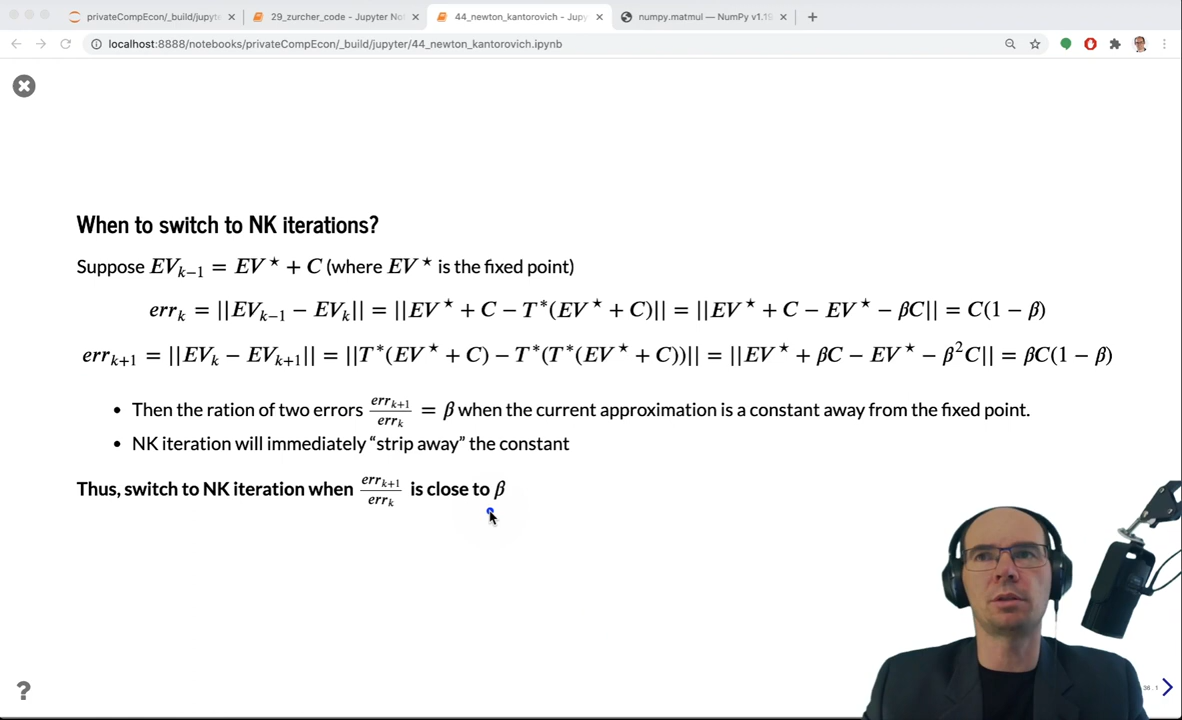 privateCompEcon/_build/jupyte
29_zurcher_code - Jupyter No
44_newton_kantorovich - Jupy
numpy.matmul — NumPy v1.19
localhost:8888/notebooks/privateCompEcon/_build/jupyter/44_newton_kantorovich.ipynb
When to switch to NK iterations?
Suppose EV_{k−1} = EV^⋆ + C (where EV^⋆ is the fixed point)
err_k = ||EV_{k−1} − EV_k|| = ||EV^⋆ + C − T^*(EV^⋆ + C)|| = ||EV^⋆ + C − EV^⋆ − βC|| = C(1 − β)
err_{k+1} = ||EV_k − EV_{k+1}|| = ||T^*(EV^⋆ + C) − T^*(T^*(EV^⋆ + C))|| = ||EV^⋆ + βC − EV^⋆ − β^2C|| = βC(1 − β)
• Then the ration of two errors err_{k+1}/err_k = β when the current approximation is a constant away from the fixed point.
• NK iteration will immediately “strip away” the constant
Thus, switch to NK iteration when err_{k+1}/err_k is close to β
?
36.1